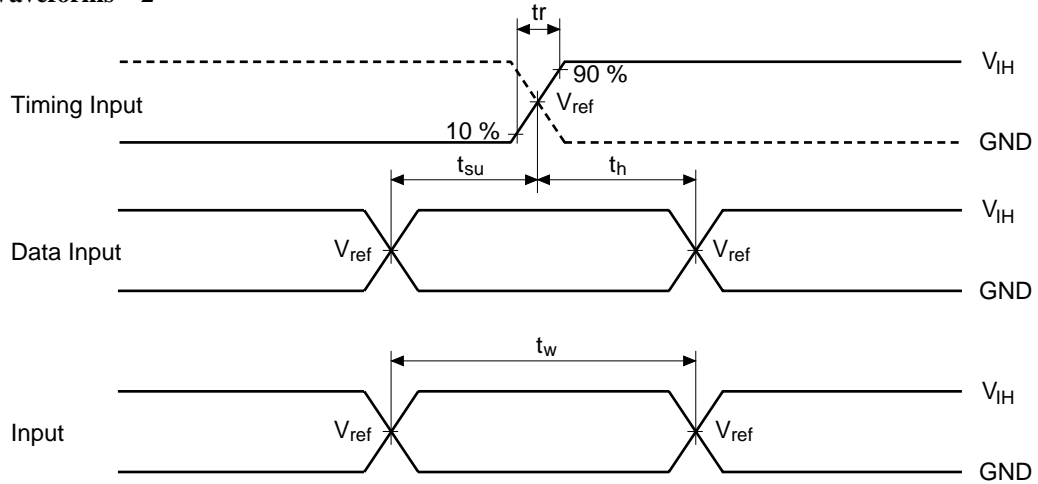 Waveforms – 2
tr
90 %
V_IH
Timing Input
V_ref
10 %
GND
t_su
t_h
V_IH
Data Input
V_ref
V_ref
GND
t_w
V_IH
Input
V_ref
V_ref
GND